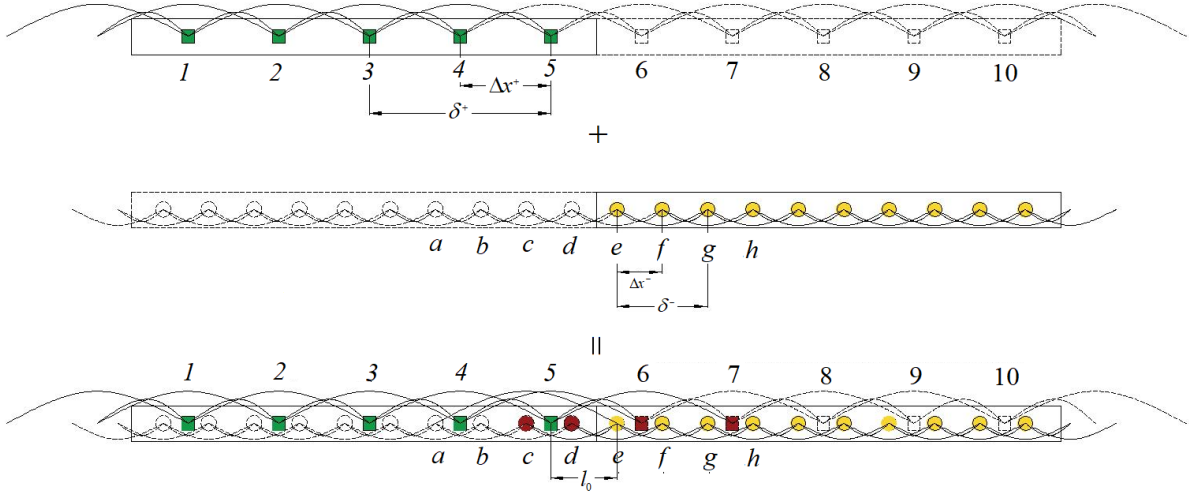 1 2 3 4 5 6 7 8 9 10
Δx⁺
δ⁺
+
a b c d e f g h
Δx⁻
δ⁻
=
1 2 3 4 5 6 7 8 9 10
a b c d e f g h
l₀